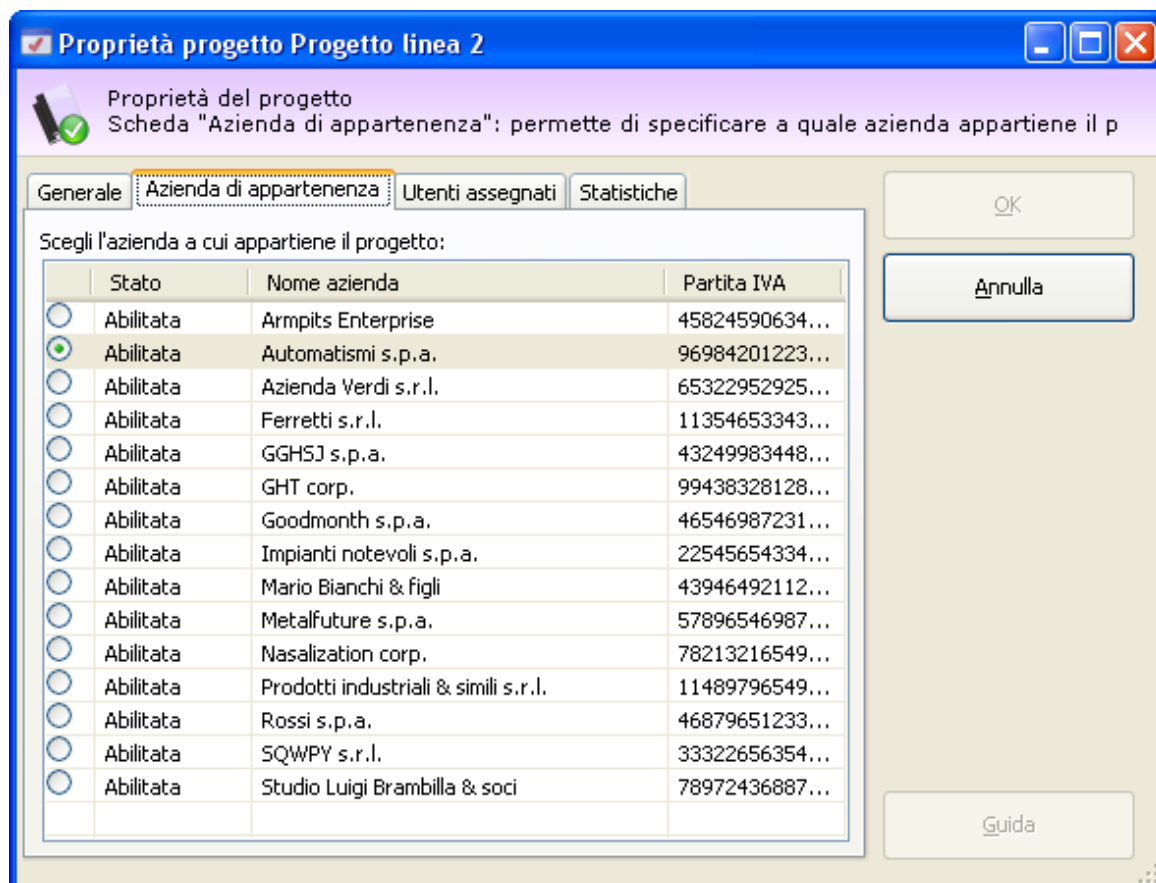 Proprietà progetto Progetto linea 2
Proprietà del progetto
Scheda "Azienda di appartenenza": permette di specificare a quale azienda appartiene il p
Generale Azienda di appartenenza Utenti assegnati Statistiche
OK
Annulla
Scegli l'azienda a cui appartiene il progetto:
Stato Nome azienda Partita IVA
Abilitata Armpits Enterprise 45824590634...
Abilitata Automatismi s.p.a. 96984201223...
Abilitata Azienda Verdi s.r.l. 65322952925...
Abilitata Ferretti s.r.l. 11354653343...
Abilitata GGHSJ s.p.a. 43249983448...
Abilitata GHT corp. 99438328128...
Abilitata Goodmonth s.p.a. 46546987231...
Abilitata Impianti notevoli s.p.a. 22545654334...
Abilitata Mario Bianchi & figli 43946492112...
Abilitata Metalfuture s.p.a. 57896546987...
Abilitata Nasalization corp. 78213216549...
Abilitata Prodotti industriali & simili s.r.l. 11489796549...
Abilitata Rossi s.p.a. 46879651233...
Abilitata SQWPY s.r.l. 33322656354...
Abilitata Studio Luigi Brambilla & soci 78972436887...
Guida